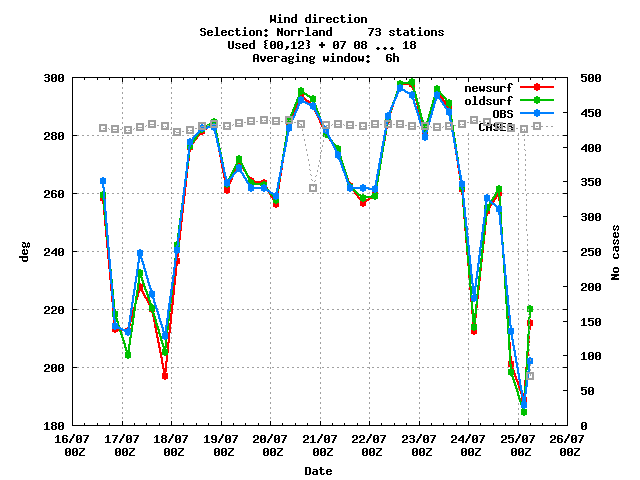 Wind direction
Selection: Norrland     73 stations
Used {00,12} + 07 08 ... 18
Averaging window:  6h
newsurf
oldsurf
OBS
CASES
300
280
260
240
220
200
180
deg
500
450
400
350
300
250
200
150
100
50
0
No cases
16/07 17/07 18/07 19/07 20/07 21/07 22/07 23/07 24/07 25/07 26/07
00Z 00Z 00Z 00Z 00Z 00Z 00Z 00Z 00Z 00Z 00Z
Date